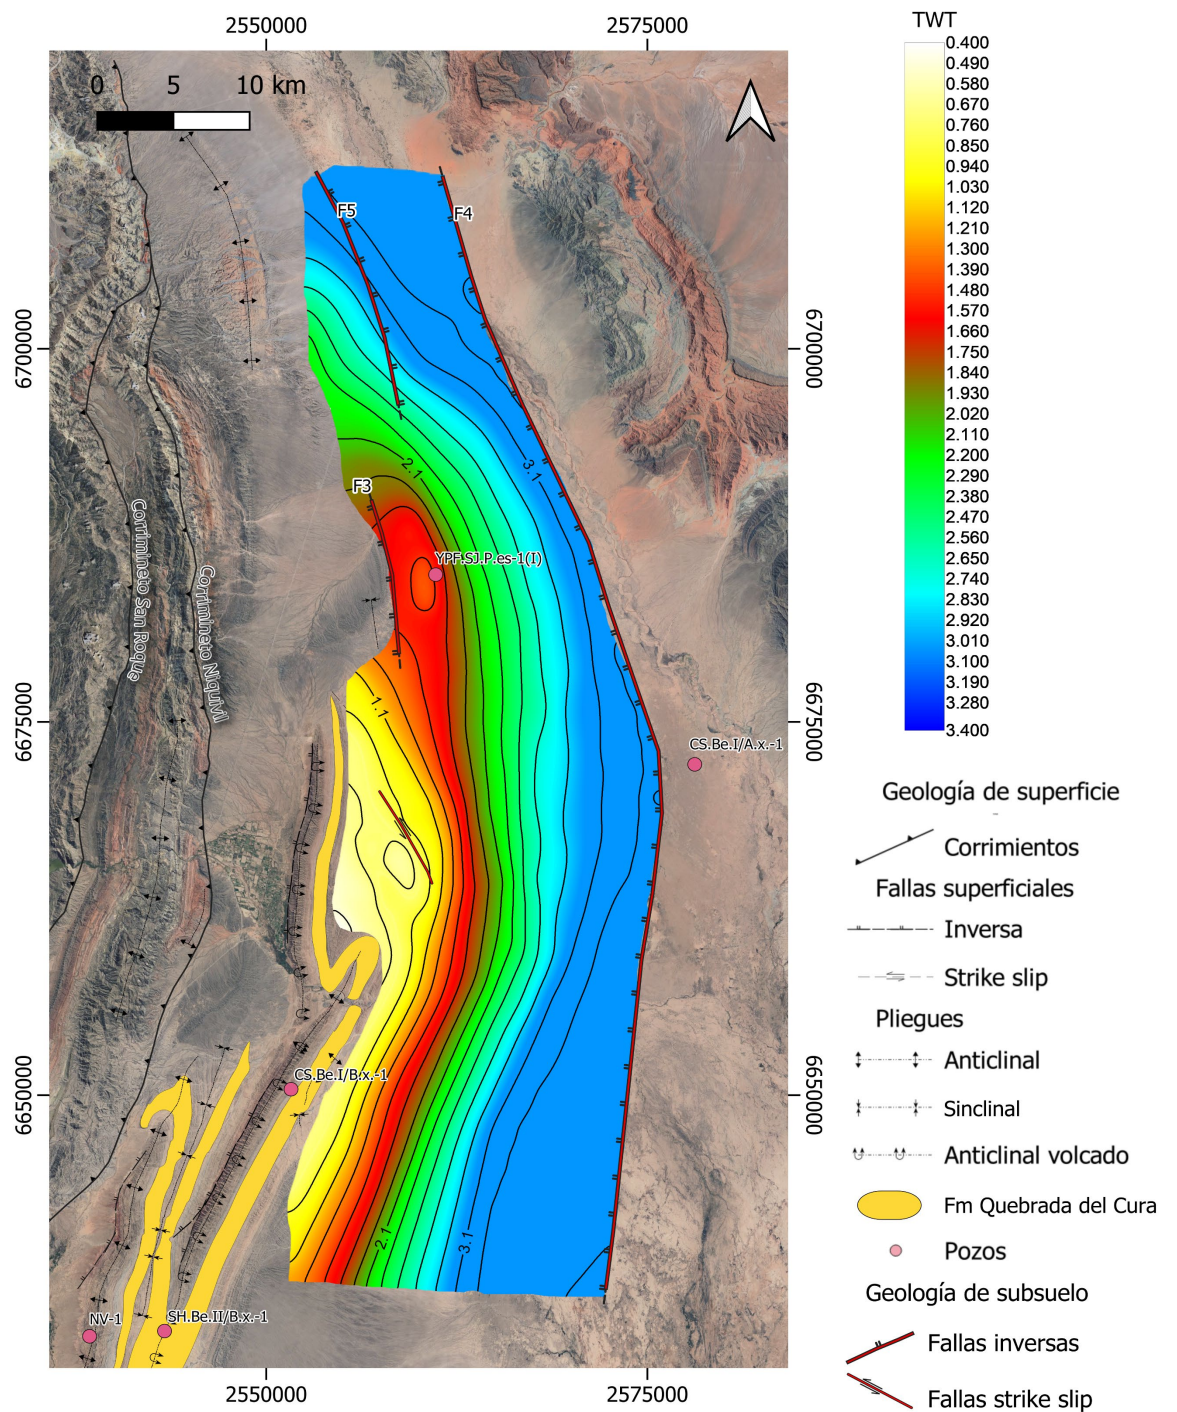 TWT
2550000
2575000
0 5 10 km
0.400
0.490
0.580
0.670
0.760
0.850
0.940
1.030
1.120
1.210
1.300
1.390
1.480
1.570
1.660
1.750
1.840
1.930
2.020
2.110
2.200
2.290
2.380
2.470
2.560
2.650
2.740
2.830
2.920
3.010
3.100
3.190
3.280
3.400
F5
F4
6700000
6700000
2.1
3.1
F3
YPF.SJ.P.es-1(I)
Corrimineto San Roque
Corrimineto Niquivil
6675000
6675000
1.1
CS.Be.I/A.x.-1
CS.Be.I/B.x.-1
6650000
6650000
2.1
3.1
NV-1
SH.Be.II/B.x.-1
2550000
2575000
Geología de superficie
Corrimientos
Fallas superficiales
Inversa
Strike slip
Pliegues
Anticlinal
Sinclinal
Anticlinal volcado
Fm Quebrada del Cura
Pozos
Geología de subsuelo
Fallas inversas
Fallas strike slip